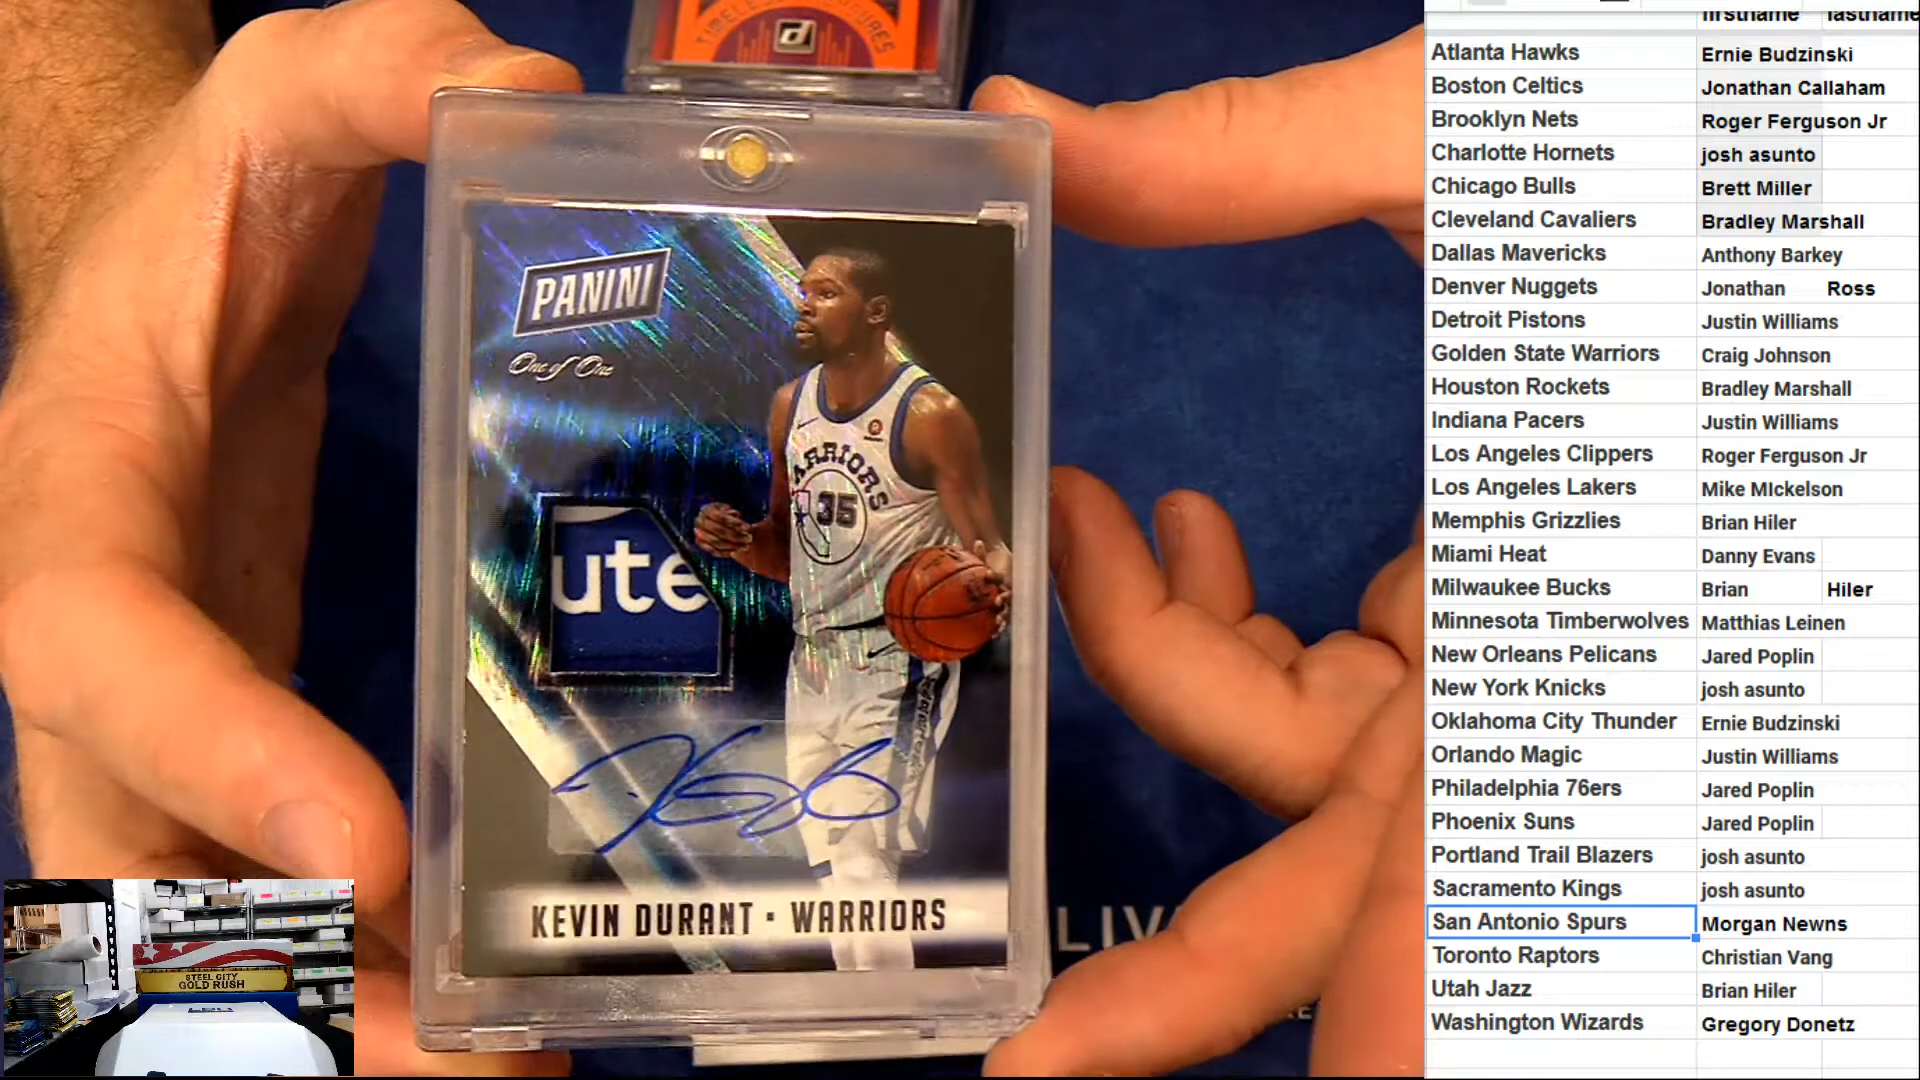 TIMELESS
D
PANINI
One of One
WARRIORS
35
ute
KEVIN DURANT · WARRIORS
LIV
STEEL CITY
GOLD RUSH
firstname lastname
Atlanta Hawks Ernie Budzinski
Boston Celtics Jonathan Callaham
Brooklyn Nets Roger Ferguson Jr
Charlotte Hornets josh asunto
Chicago Bulls Brett Miller
Cleveland Cavaliers Bradley Marshall
Dallas Mavericks Anthony Barkey
Denver Nuggets Jonathan Ross
Detroit Pistons Justin Williams
Golden State Warriors Craig Johnson
Houston Rockets Bradley Marshall
Indiana Pacers Justin Williams
Los Angeles Clippers Roger Ferguson Jr
Los Angeles Lakers Mike MIckelson
Memphis Grizzlies Brian Hiler
Miami Heat Danny Evans
Milwaukee Bucks Brian Hiler
Minnesota Timberwolves Matthias Leinen
New Orleans Pelicans Jared Poplin
New York Knicks josh asunto
Oklahoma City Thunder Ernie Budzinski
Orlando Magic Justin Williams
Philadelphia 76ers Jared Poplin
Phoenix Suns Jared Poplin
Portland Trail Blazers josh asunto
Sacramento Kings josh asunto
San Antonio Spurs Morgan Newns
Toronto Raptors Christian Vang
Utah Jazz Brian Hiler
Washington Wizards Gregory Donetz